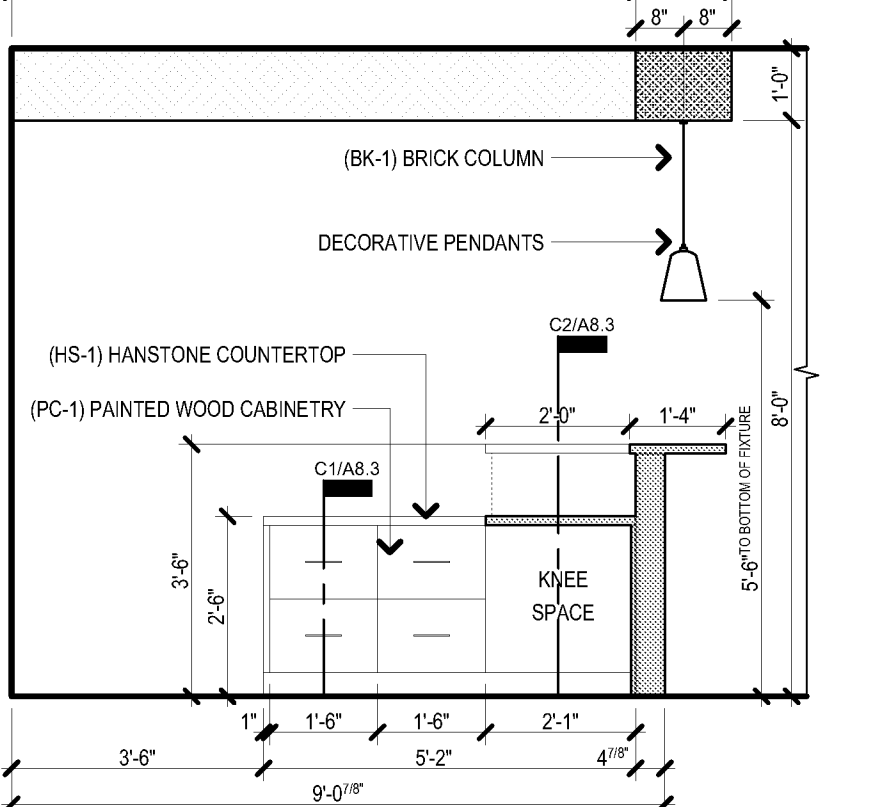 8" 8"
1'-0"
(BK-1) BRICK COLUMN
DECORATIVE PENDANTS
C2/A8.3
(HS-1) HANSTONE COUNTERTOP
(PC-1) PAINTED WOOD CABINETRY
2'-0" 1'-4"
8'-0"
5'-6" TO BOTTOM OF FIXTURE
C1/A8.3
3'-6"
2'-6"
KNEE
SPACE
1" 1'-6" 1'-6" 2'-1"
3'-6" 5'-2" 4 7/8"
9'-0 7/8"